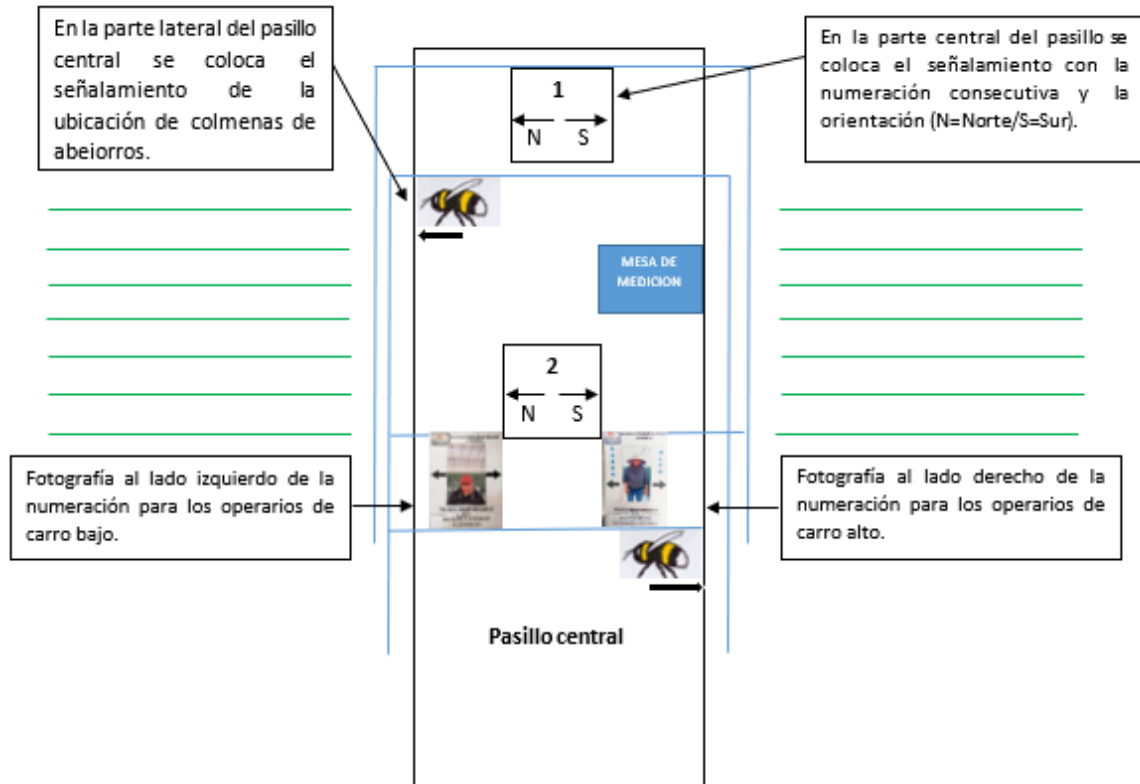 En la parte lateral del pasillo
central se coloca el
señalamiento de la
ubicación de colmenas de
abeiorros.
En la parte central del pasillo se
coloca el señalamiento con la
numeración consecutiva y la
orientación (N=Norte/S=Sur).
1
N S
MESA DE
MEDICION
2
N S
Fotografía al lado izquierdo de la
numeración para los operarios de
carro bajo.
Fotografía al lado derecho de la
numeración para los operarios de
carro alto.
Pasillo central